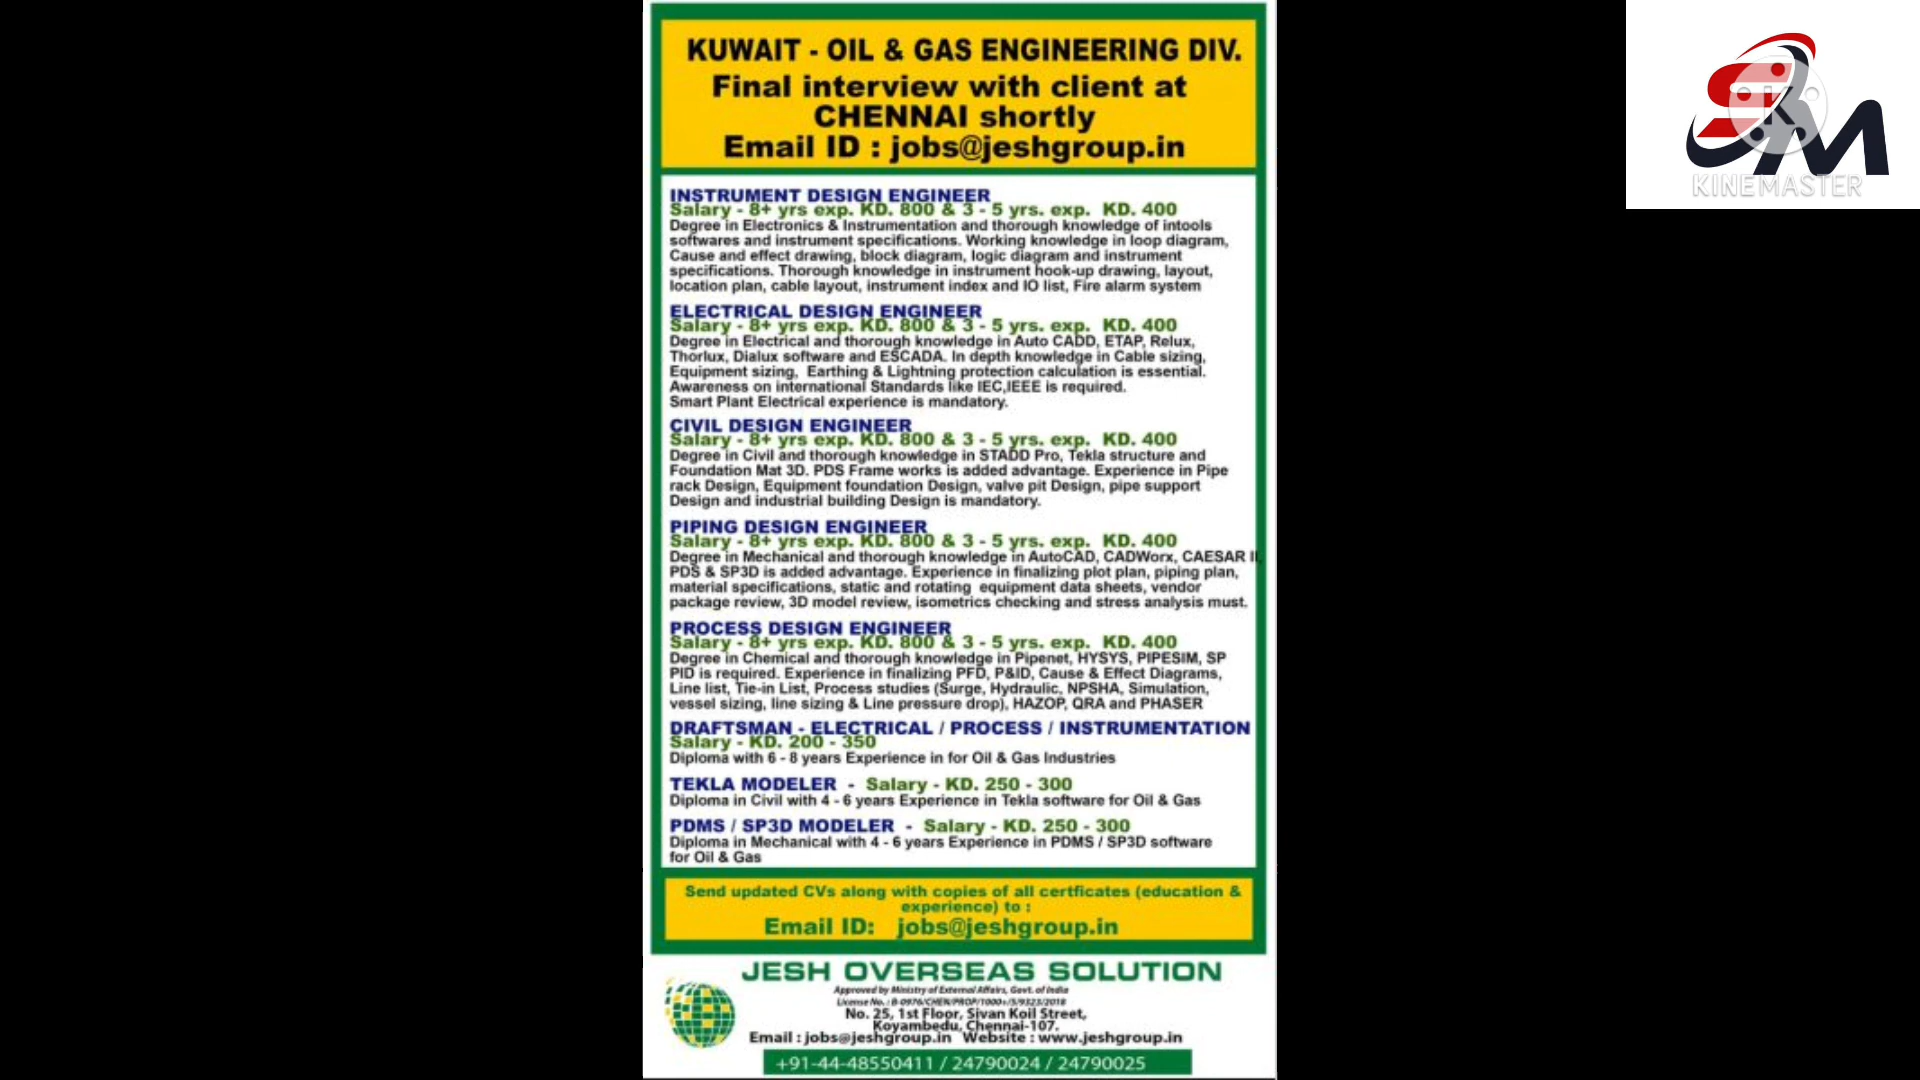 KUWAIT - OIL & GAS ENGINEERING DIV.
Final interview with client at
CHENNAI shortly
Email ID : jobs@jeshgroup.in
INSTRUMENT DESIGN ENGINEER
Salary - 8+ yrs exp. KD. 800 & 3 - 5 yrs. exp. KD. 400
Degree in Electronics & Instrumentation and thorough knowledge of intools
softwares and instrument specifications. Working knowledge in loop diagram,
Cause and effect drawing, block diagram, logic diagram and instrument
specifications. Thorough knowledge in instrument hook-up drawing, layout,
location plan, cable layout, instrument index and IO list, Fire alarm system
ELECTRICAL DESIGN ENGINEER
Salary - 8+ yrs exp. KD. 800 & 3 - 5 yrs. exp. KD. 400
Degree in Electrical and thorough knowledge in Auto CADD, ETAP, Relux,
Thorlux, Dialux software and ESCADA. In depth knowledge in Cable sizing,
Equipment sizing, Earthing & Lightning protection calculation is essential.
Awareness on international Standards like IEC,IEEE is required.
Smart Plant Electrical experience is mandatory.
CIVIL DESIGN ENGINEER
Salary - 8+ yrs exp. KD. 800 & 3 - 5 yrs. exp. KD. 400
Degree in Civil and thorough knowledge in STADD Pro, Tekla structure and
Foundation Mat 3D. PDS Frame works is added advantage. Experience in Pipe
rack Design, Equipment foundation Design, valve pit Design, pipe support
Design and industrial building Design is mandatory.
PIPING DESIGN ENGINEER
Salary - 8+ yrs exp. KD. 800 & 3 - 5 yrs. exp. KD. 400
Degree in Mechanical and thorough knowledge in AutoCAD, CADWorx, CAESAR II,
PDS & SP3D is added advantage. Experience in finalizing plot plan, piping plan,
material specifications, static and rotating equipment data sheets, vendor
package review, 3D model review, isometrics checking and stress analysis must.
PROCESS DESIGN ENGINEER
Salary - 8+ yrs exp. KD. 800 & 3 - 5 yrs. exp. KD. 400
Degree in Chemical and thorough knowledge in Pipenet, HYSYS, PIPESIM, SP
PID is required. Experience in finalizing PFD, P&ID, Cause & Effect Diagrams,
Line list, Tie-in List, Process studies (Surge, Hydraulic, NPSHA, Simulation,
vessel sizing, line sizing & Line pressure drop), HAZOP, QRA and PHASER
DRAFTSMAN - ELECTRICAL / PROCESS / INSTRUMENTATION
Salary - KD. 200 - 350
Diploma with 6 - 8 years Experience in for Oil & Gas Industries
TEKLA MODELER - Salary - KD. 250 - 300
Diploma in Civil with 4 - 6 years Experience in Tekla software for Oil & Gas
PDMS / SP3D MODELER - Salary - KD. 250 - 300
Diploma in Mechanical with 4 - 6 years Experience in PDMS / SP3D software
for Oil & Gas
Send updated CVs along with copies of all certficates (education &
experience) to :
Email ID: jobs@jeshgroup.in
JESH OVERSEAS SOLUTION
Approved by Ministry of External Affairs, Govt. of India
License No. : B-0976/CHEN/PROP/1000+/5/9323/2018
No. 25, 1st Floor, Sivan Koil Street,
Koyambedu, Chennai-107.
Email : jobs@jeshgroup.in Website : www.jeshgroup.in
+91-44-48550411 / 24790024 / 24790025
SKM
KINEMASTER